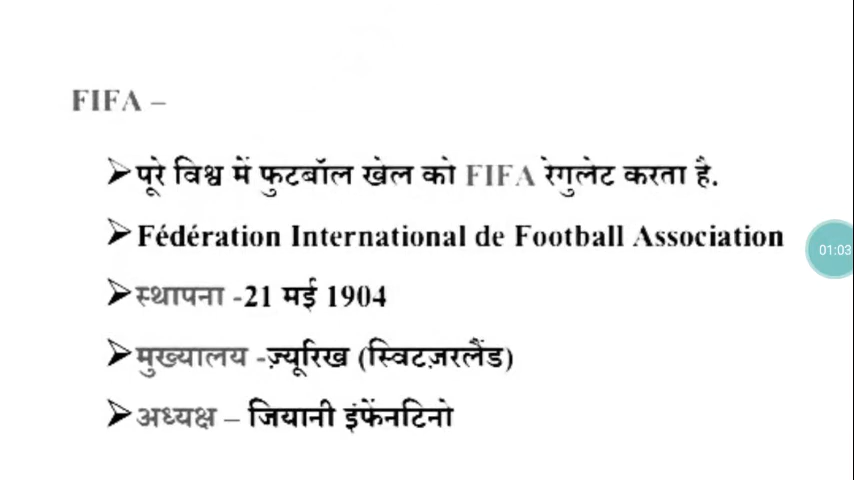 FIFA –
➢पूरे विश्व में फुटबॉल खेल को FIFA रेगुलेट करता है.
➢Fédération International de Football Association
➢स्थापना -21 मई 1904
➢मुख्यालय -ज़्यूरिख (स्विटज़रलैंड)
➢अध्यक्ष – जियानी इंफेंनटिनो
01:03